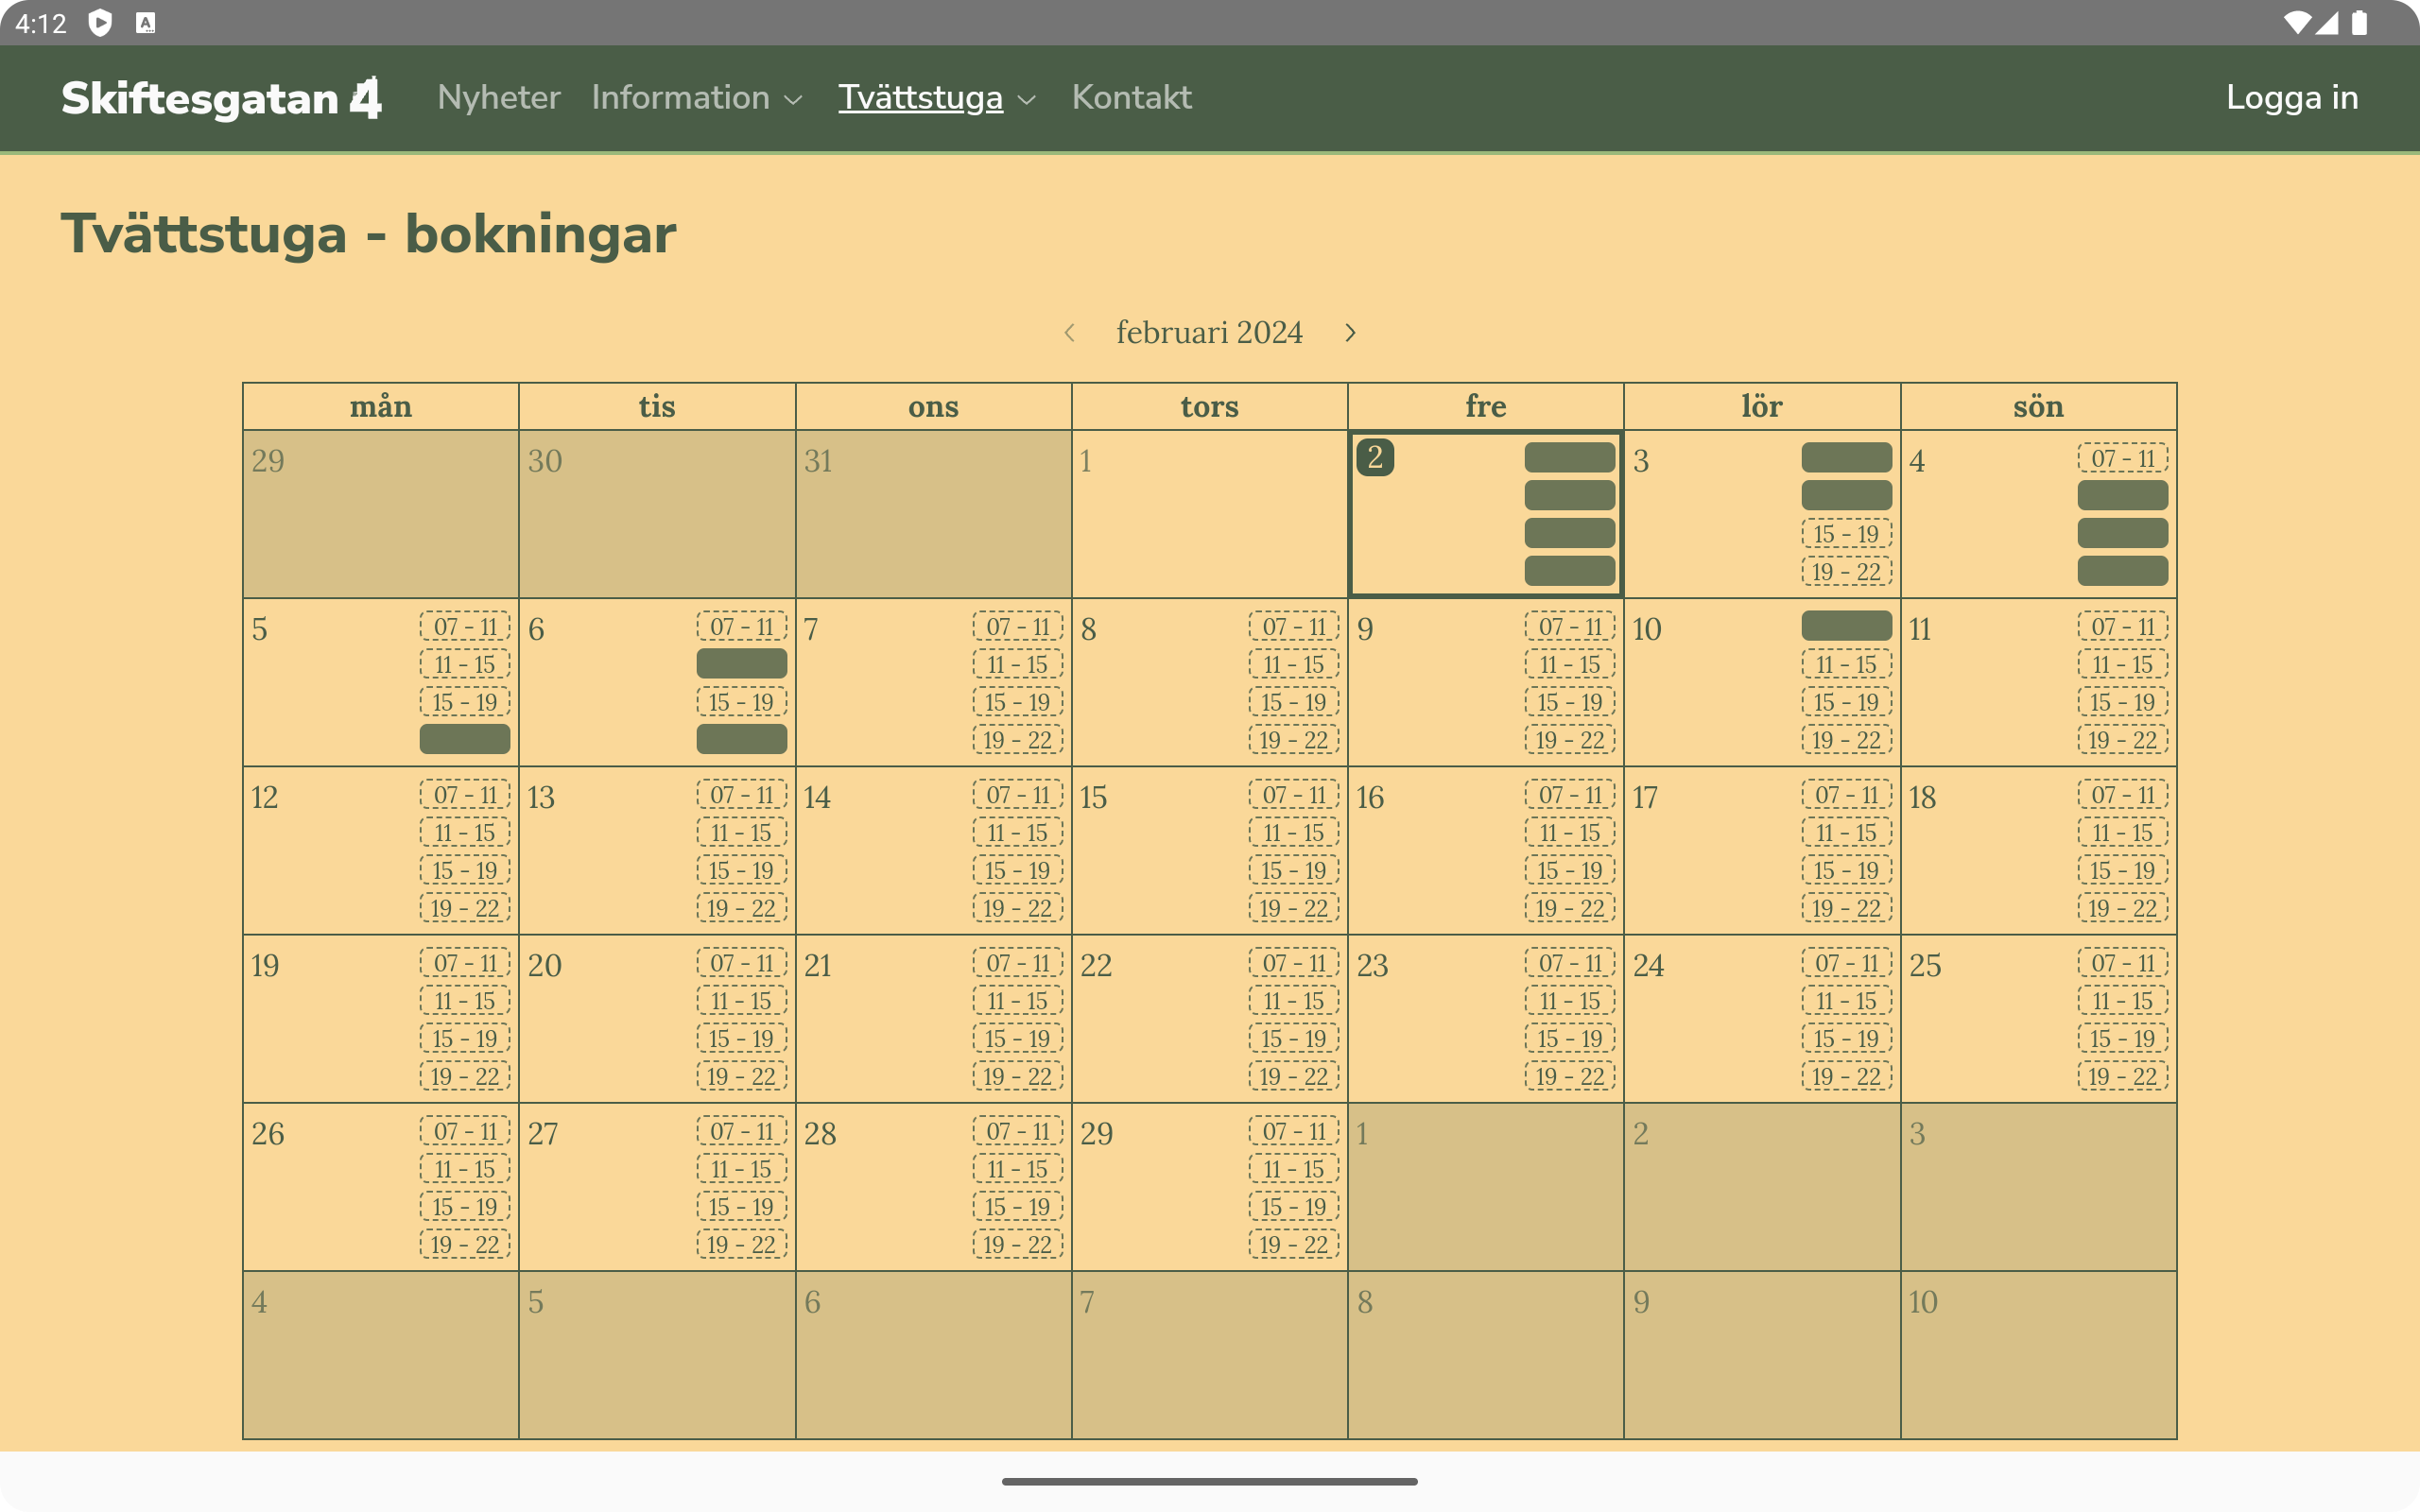 4:12
Skiftesgatan 4 Nyheter Information Tvättstuga Kontakt Logga in
Tvättstuga - bokningar
februari 2024
mån tis ons tors fre lör sön
29 30 31 1 2 3 4 07 - 11
15 - 19
19 - 22
5 07 - 11 6 07 - 11 7 07 - 11 8 07 - 11 9 07 - 11 10 11 07 - 11
11 - 15 11 - 15 11 - 15 11 - 15 11 - 15 11 - 15
15 - 19 15 - 19 15 - 19 15 - 19 15 - 19 15 - 19 15 - 19
19 - 22 19 - 22 19 - 22 19 - 22 19 - 22
12 07 - 11 13 07 - 11 14 07 - 11 15 07 - 11 16 07 - 11 17 07 - 11 18 07 - 11
11 - 15 11 - 15 11 - 15 11 - 15 11 - 15 11 - 15 11 - 15
15 - 19 15 - 19 15 - 19 15 - 19 15 - 19 15 - 19 15 - 19
19 - 22 19 - 22 19 - 22 19 - 22 19 - 22 19 - 22 19 - 22
19 07 - 11 20 07 - 11 21 07 - 11 22 07 - 11 23 07 - 11 24 07 - 11 25 07 - 11
11 - 15 11 - 15 11 - 15 11 - 15 11 - 15 11 - 15 11 - 15
15 - 19 15 - 19 15 - 19 15 - 19 15 - 19 15 - 19 15 - 19
19 - 22 19 - 22 19 - 22 19 - 22 19 - 22 19 - 22 19 - 22
26 07 - 11 27 07 - 11 28 07 - 11 29 07 - 11 1 2 3
11 - 15 11 - 15 11 - 15 11 - 15
15 - 19 15 - 19 15 - 19 15 - 19
19 - 22 19 - 22 19 - 22 19 - 22
4 5 6 7 8 9 10